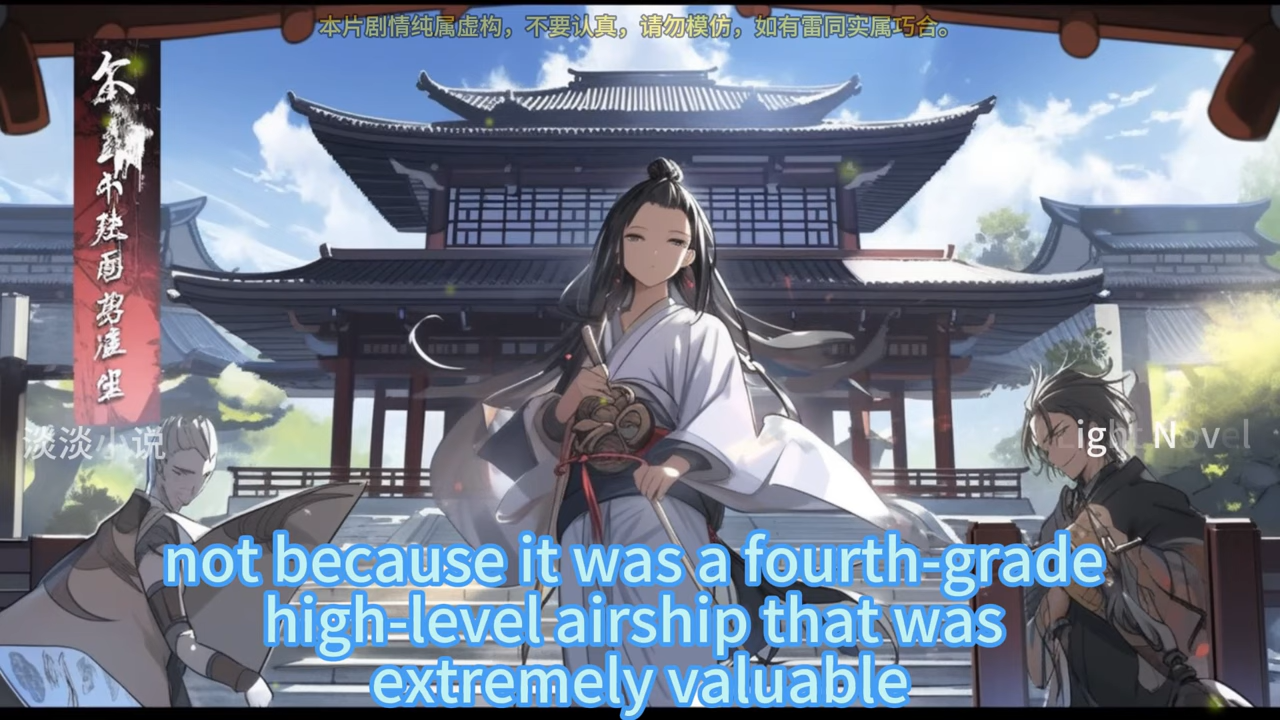 本片剧情纯属虚构，不要认真，请勿模仿，如有雷同实属巧合。
淡淡小说
Light Novel
not because it was a fourth-grade
high-level airship that was
extremely valuable